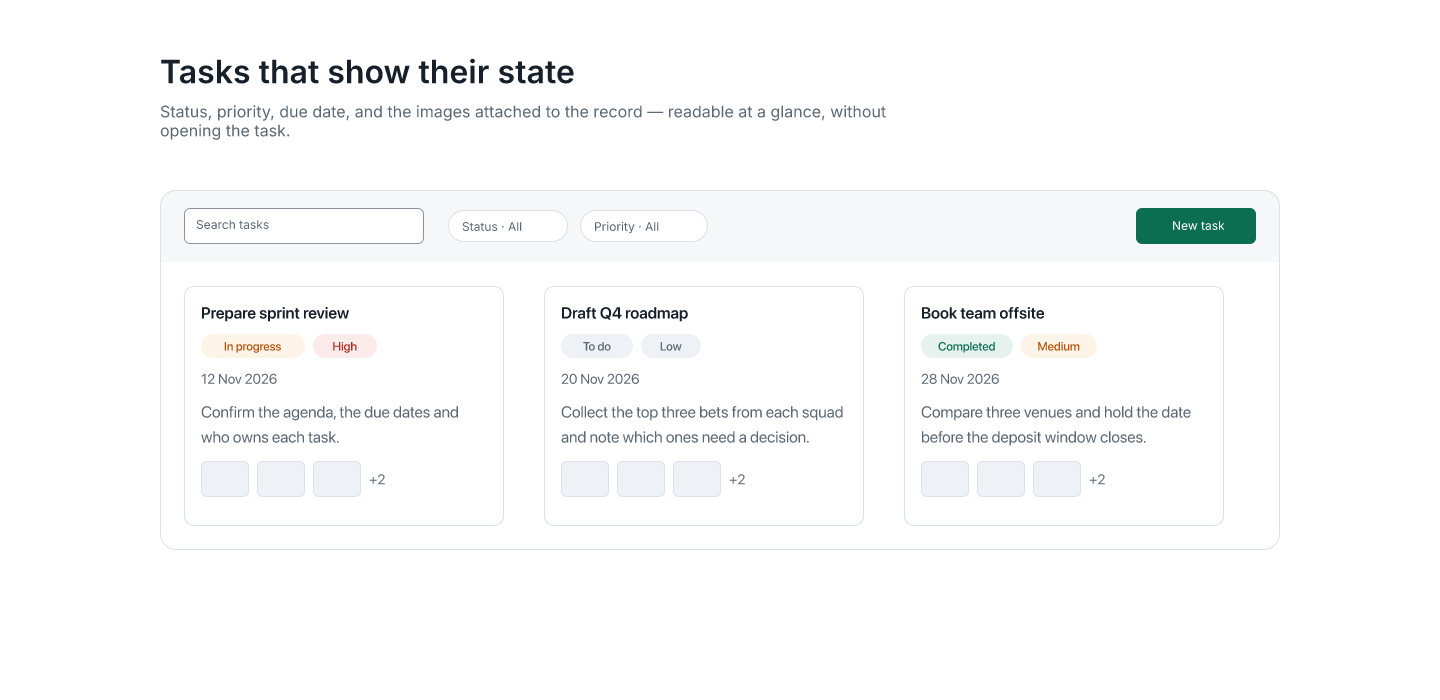 Tasks that show their state
Status, priority, due date, and the images attached to the record — readable at a glance, without
opening the task.
Search tasks
Status · All
Priority · All
New task
Prepare sprint review
In progress
High
12 Nov 2026
Confirm the agenda, the due dates and
who owns each task.
+2
Draft Q4 roadmap
To do
Low
20 Nov 2026
Collect the top three bets from each squad
and note which ones need a decision.
+2
Book team offsite
Completed
Medium
28 Nov 2026
Compare three venues and hold the date
before the deposit window closes.
+2